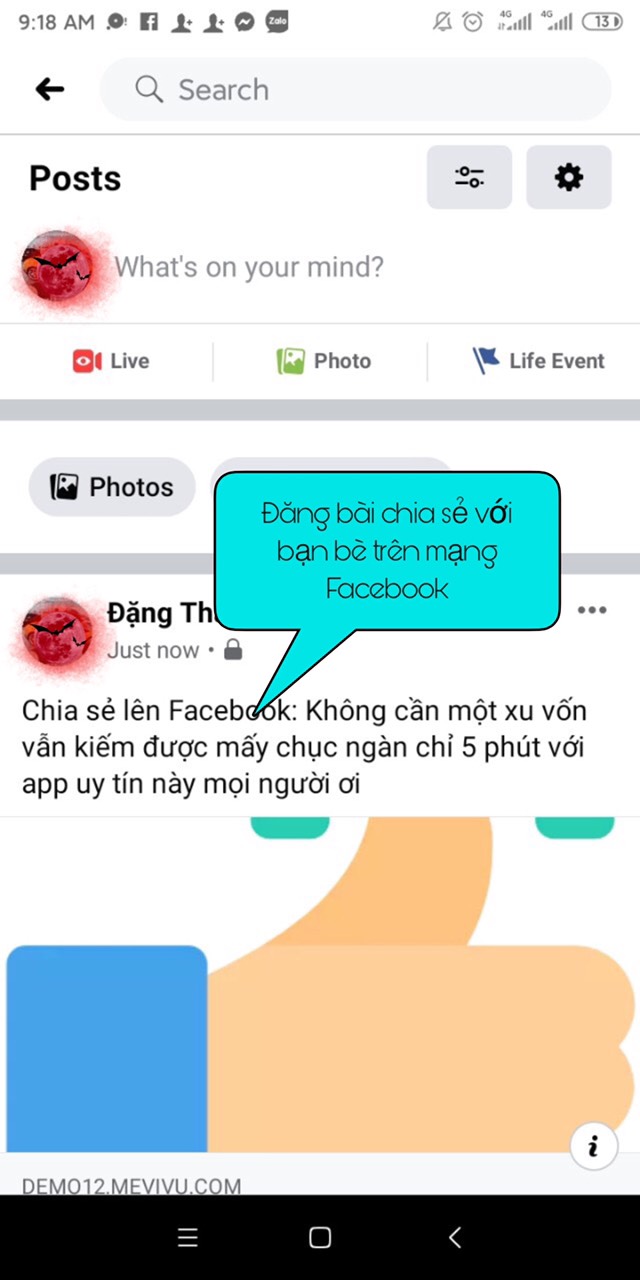 9:18 AM
Zalo
4G
4G
13
Search
Posts
What's on your mind?
Live
Photo
Life Event
Photos
Đăng bài chia sẻ với
bạn bè trên mạng
Facebook
Đặng
Just now
Chia sẻ lên Facebook: Không cần một xu vốn
vẫn kiếm được mấy chục ngàn chỉ 5 phút với
app uy tín này mọi người ơi
i
DEMO12.MEVIVU.COM